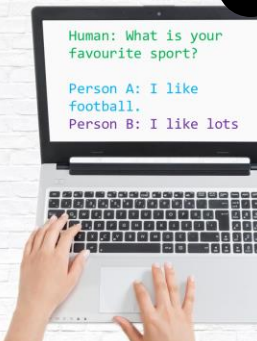 Human: What is your
favourite sport?
Person A: I like
football.
Person B: I like lots